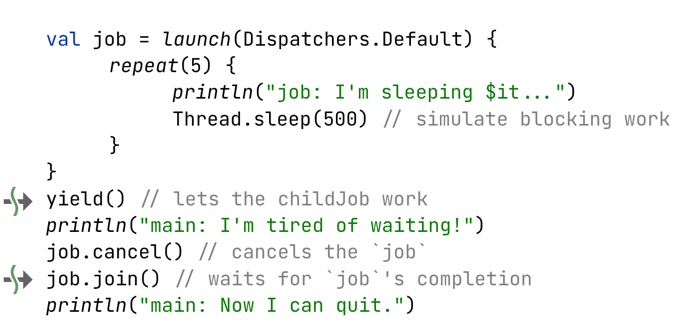 val job = launch(Dispatchers.Default) {
repeat(5) {
println("job: I'm sleeping $it...")
Thread.sleep(500) // simulate blocking work
}
}
yield() // lets the childJob work
println("main: I'm tired of waiting!")
job.cancel() // cancels the `job`
job.join() // waits for `job`'s completion
println("main: Now I can quit.")